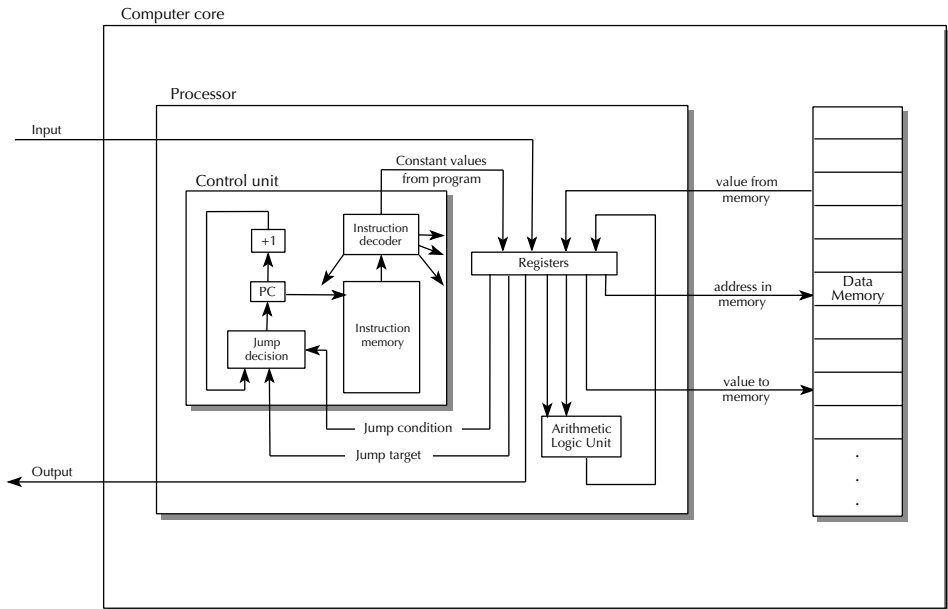 Computer core
Processor
Input
Constant values
from program
Control unit
value from
memory
Instruction
decoder
+1
Registers
PC
address in
memory
Data
Memory
Instruction
memory
Jump
decision
value to
memory
Jump condition
Arithmetic
Logic Unit
Jump target
Output
.
.
.